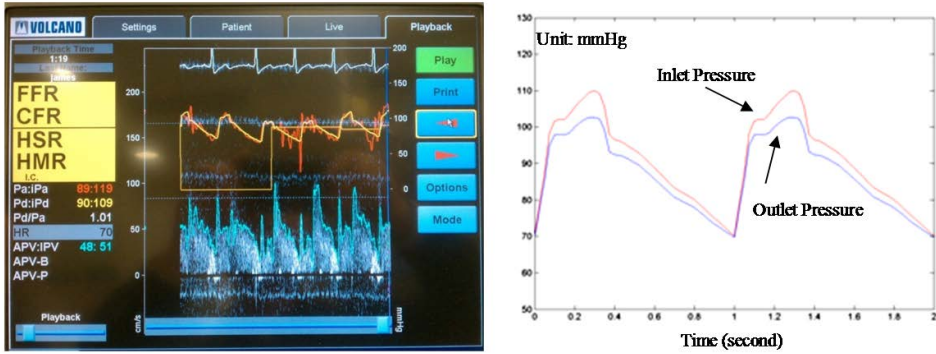 VOLCANO
Settings
Patient
Live
Playback
Playback Time
1:19
James
FFR
CFR
HSR
HMR
I.C.
Pa:iPa 89:119
Pd:iPd 90:109
Pd/Pa 1.01
HR 70
APV:IPV 48: 51
APV-B
APV-P
Playback
200
150
100
50
0
cm/s
200
150
100
50
0
mmHg
Play
Print
Options
Mode
130
120
110
100
90
80
70
60
50
Unit: mmHg
Inlet Pressure
Outlet Pressure
0
0.2
0.4
0.6
0.8
1
1.2
1.4
1.6
1.8
2
Time (second)